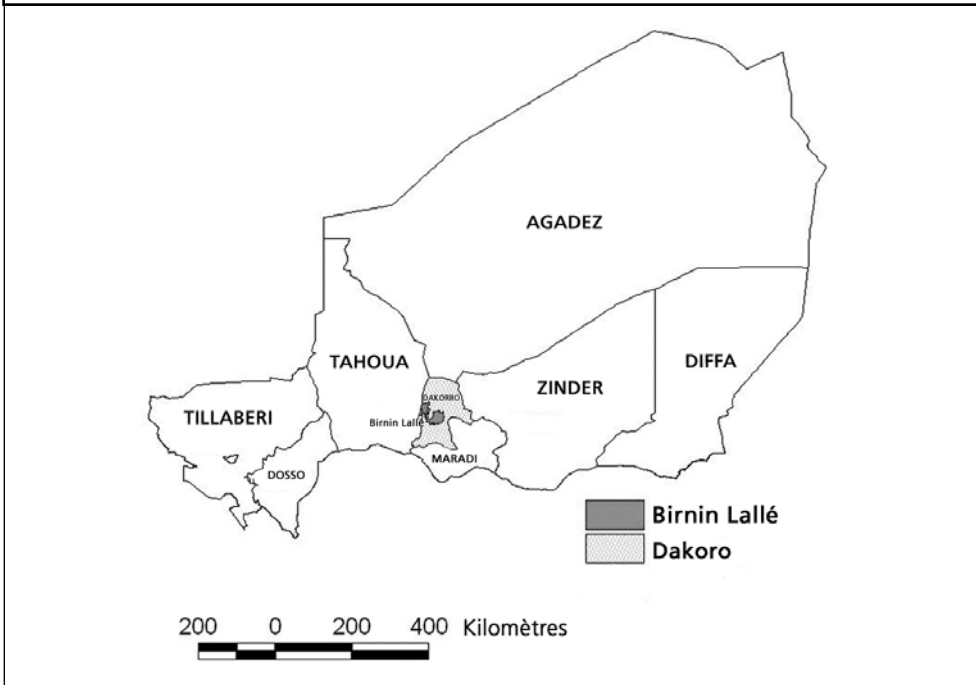 AGADEZ
TAHOUA
DIFFA
ZINDER
DAKORRO
TILLABERI
Birnin Lallé
MARADI
DOSSO
Birnin Lallé
Dakoro
200 0 200 400 Kilomètres